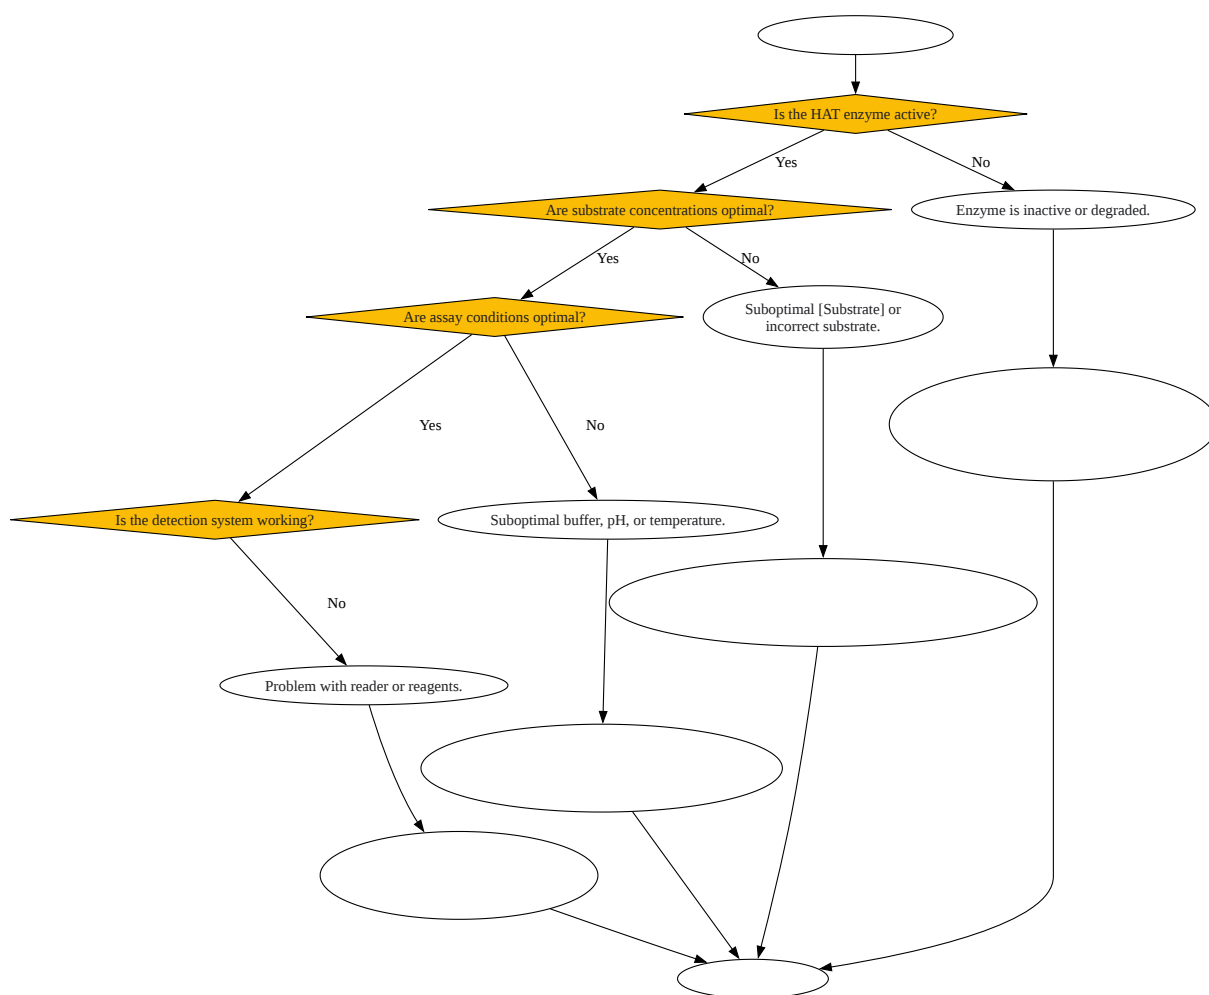 Is the HAT enzyme active?
Yes
No
Are substrate concentrations optimal?
Enzyme is inactive or degraded.
Yes
No
Are assay conditions optimal?
Suboptimal [Substrate] or
incorrect substrate.
Yes
No
Is the detection system working?
Suboptimal buffer, pH, or temperature.
No
Problem with reader or reagents.